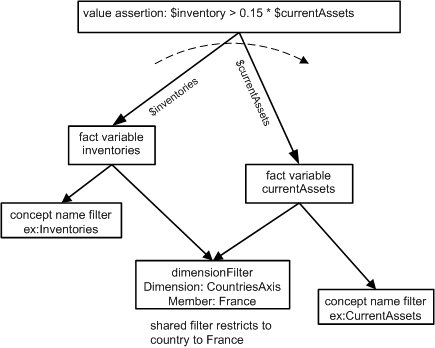 value assertion: $inventory > 0.15 * $currentAssets
$inventories
$currentAssets
fact variable
inventories
fact variable
currentAssets
concept name filter
ex:Inventories
dimensionFilter
Dimension: CountriesAxis
Member: France
concept name filter
ex:CurrentAssets
shared filter restricts to
country to France